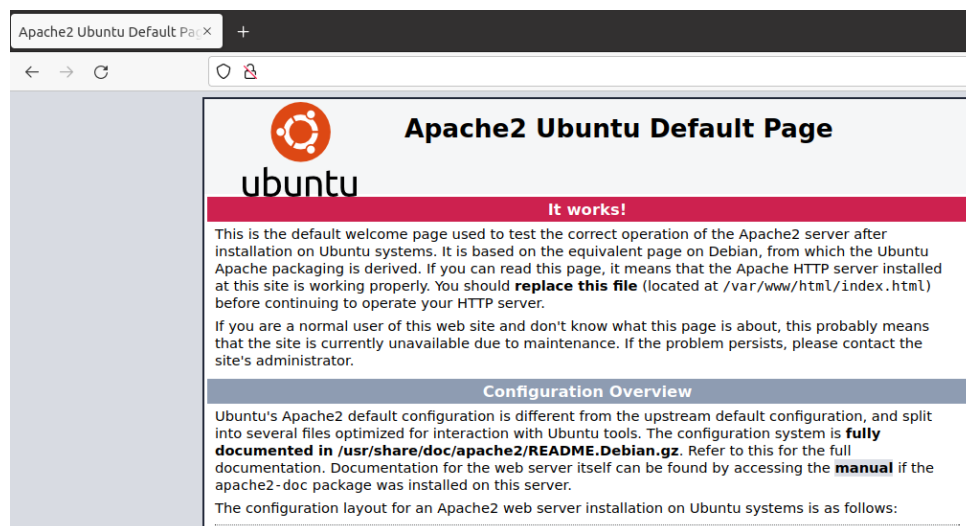 Apache2 Ubuntu Default Pag
Apache2 Ubuntu Default Page
ubuntu
It works!
This is the default welcome page used to test the correct operation of the Apache2 server after
installation on Ubuntu systems. It is based on the equivalent page on Debian, from which the Ubuntu
Apache packaging is derived. If you can read this page, it means that the Apache HTTP server installed
at this site is working properly. You should replace this file (located at /var/www/html/index.html)
before continuing to operate your HTTP server.
If you are a normal user of this web site and don't know what this page is about, this probably means
that the site is currently unavailable due to maintenance. If the problem persists, please contact the
site's administrator.
Configuration Overview
Ubuntu's Apache2 default configuration is different from the upstream default configuration, and split
into several files optimized for interaction with Ubuntu tools. The configuration system is fully
documented in /usr/share/doc/apache2/README.Debian.gz. Refer to this for the full
documentation. Documentation for the web server itself can be found by accessing the manual if the
apache2-doc package was installed on this server.
The configuration layout for an Apache2 web server installation on Ubuntu systems is as follows: